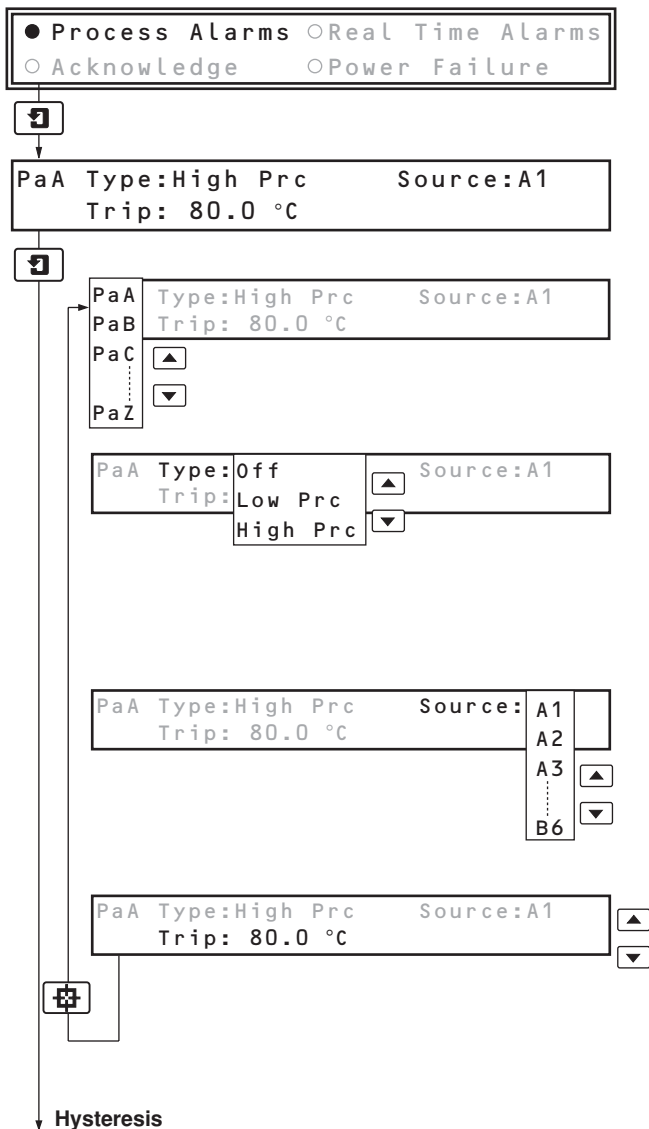 ● Process Alarms ○Real Time Alarms
○ Acknowledge ○Power Failure
PaA Type:High Prc Source:A1
Trip: 80.0 °C
PaA Type:High Prc Source:A1
PaB Trip: 80.0 °C
PaC
PaZ
PaA Type:Off Source:A1
Trip:Low Prc
High Prc
PaA Type:High Prc Source:A1
Trip: 80.0 °C A2
A3
B6
PaA Type:High Prc Source:A1
Trip: 80.0 °C
Hysteresis